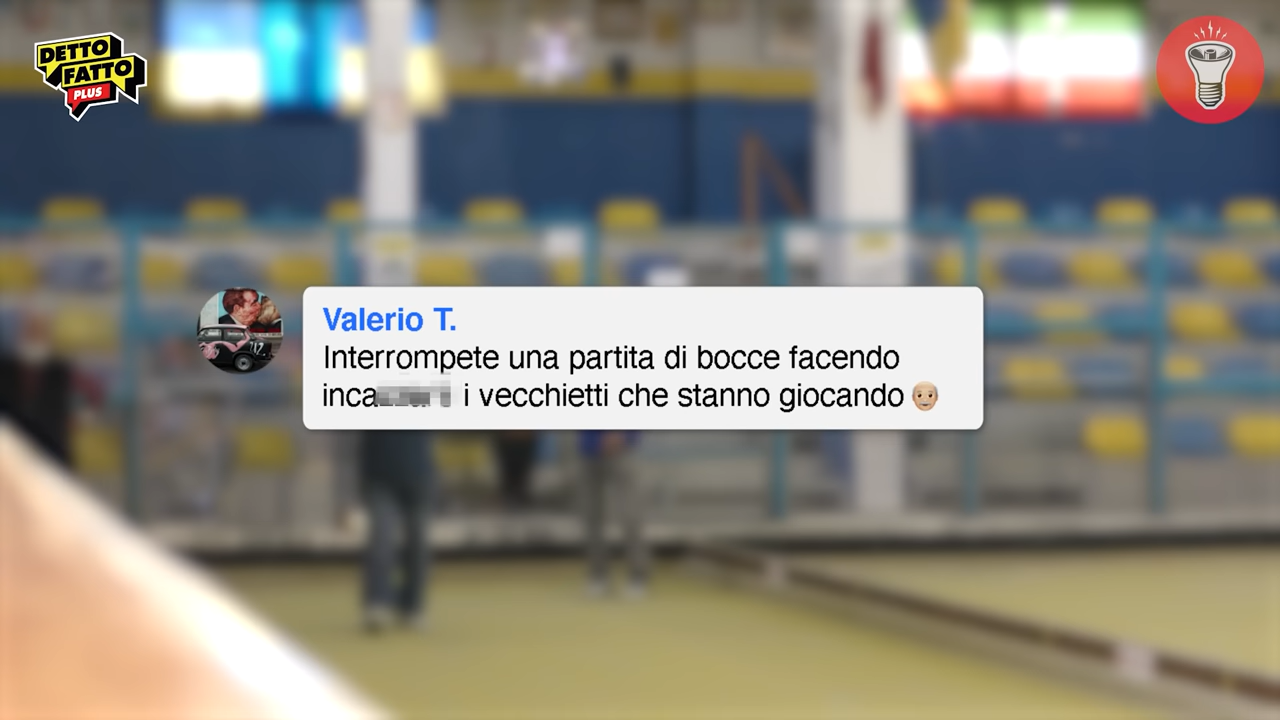 DETTO
FATTO
PLUS
Valerio T.
Interrompete una partita di bocce facendo
i vecchietti che stanno giocando